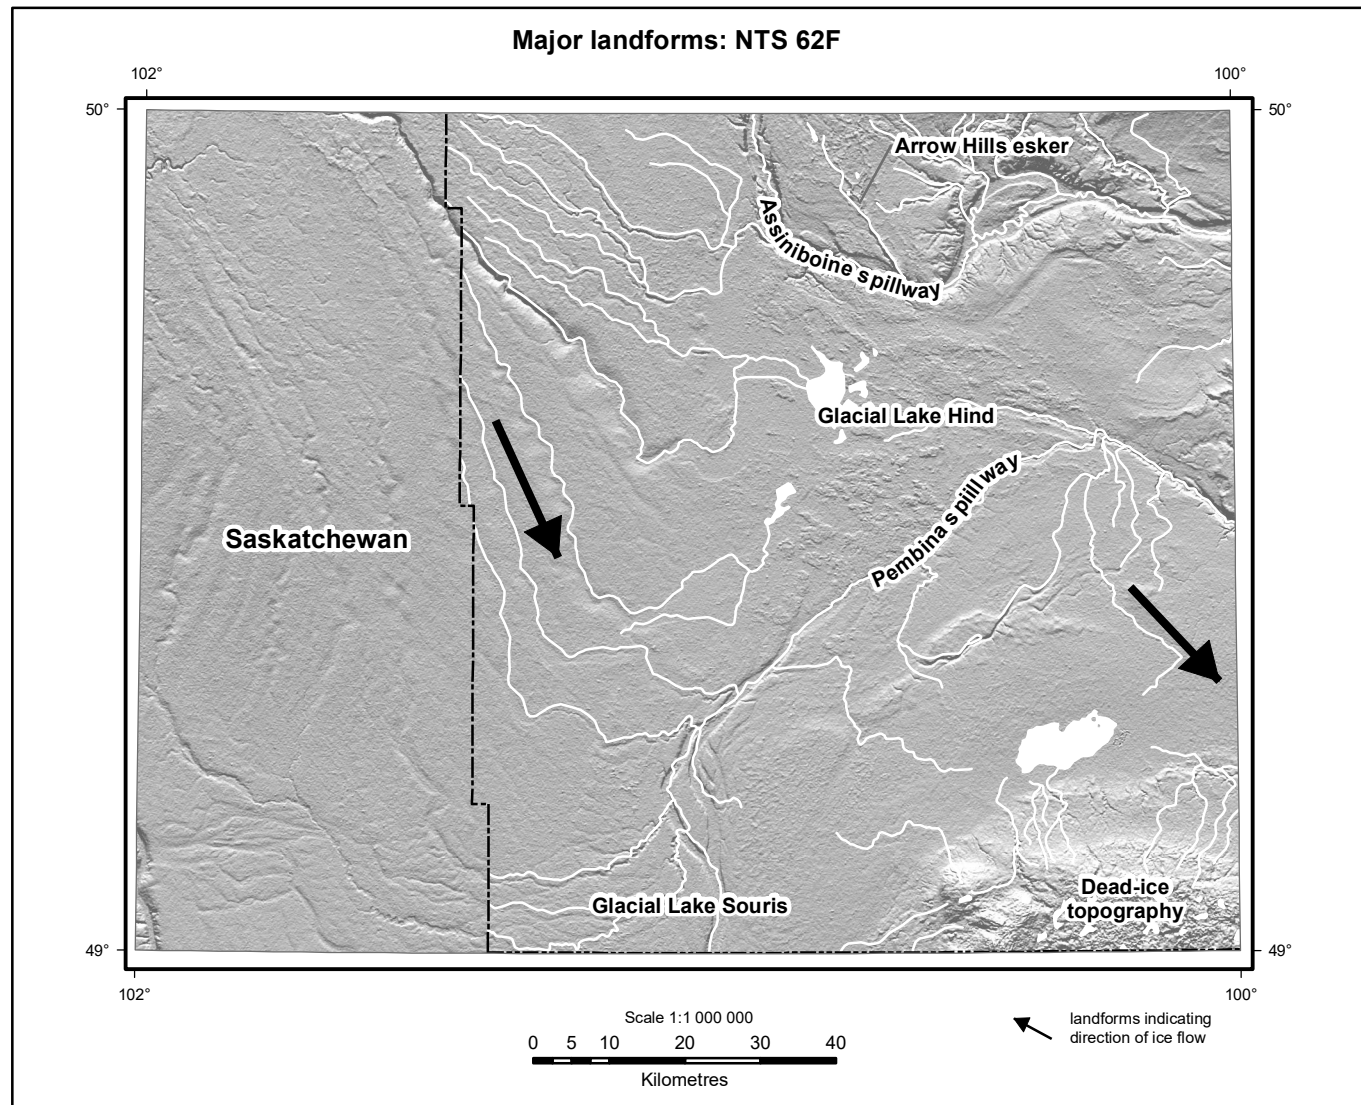 Major landforms: NTS 62F
102°
100°
50°
50°
Arrow Hills esker
Assiniboine spillway
Glacial Lake Hind
Pembina spillway
Saskatchewan
Dead-ice
topography
Glacial Lake Souris
49°
49°
102°
100°
Scale 1:1 000 000
0 5 10 20 30 40
Kilometres
landforms indicating
direction of ice flow